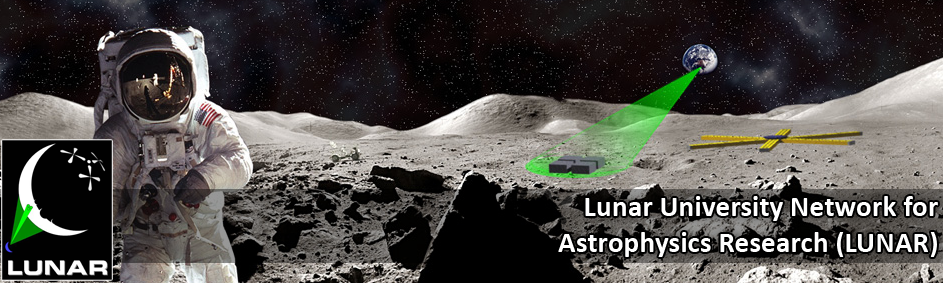 LUNAR
Lunar University Network for
Astrophysics Research (LUNAR)